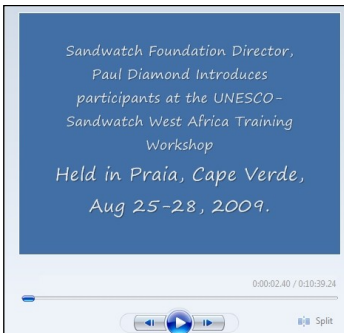 Sandwatch Foundation Director,
Paul Diamond Introduces
participants at the UNESCO-
Sandwatch West Africa Training
Workshop
Held in Praia, Cape Verde,
Aug 25-28, 2009.
0:00:02.40 / 0:10:39.24
Split